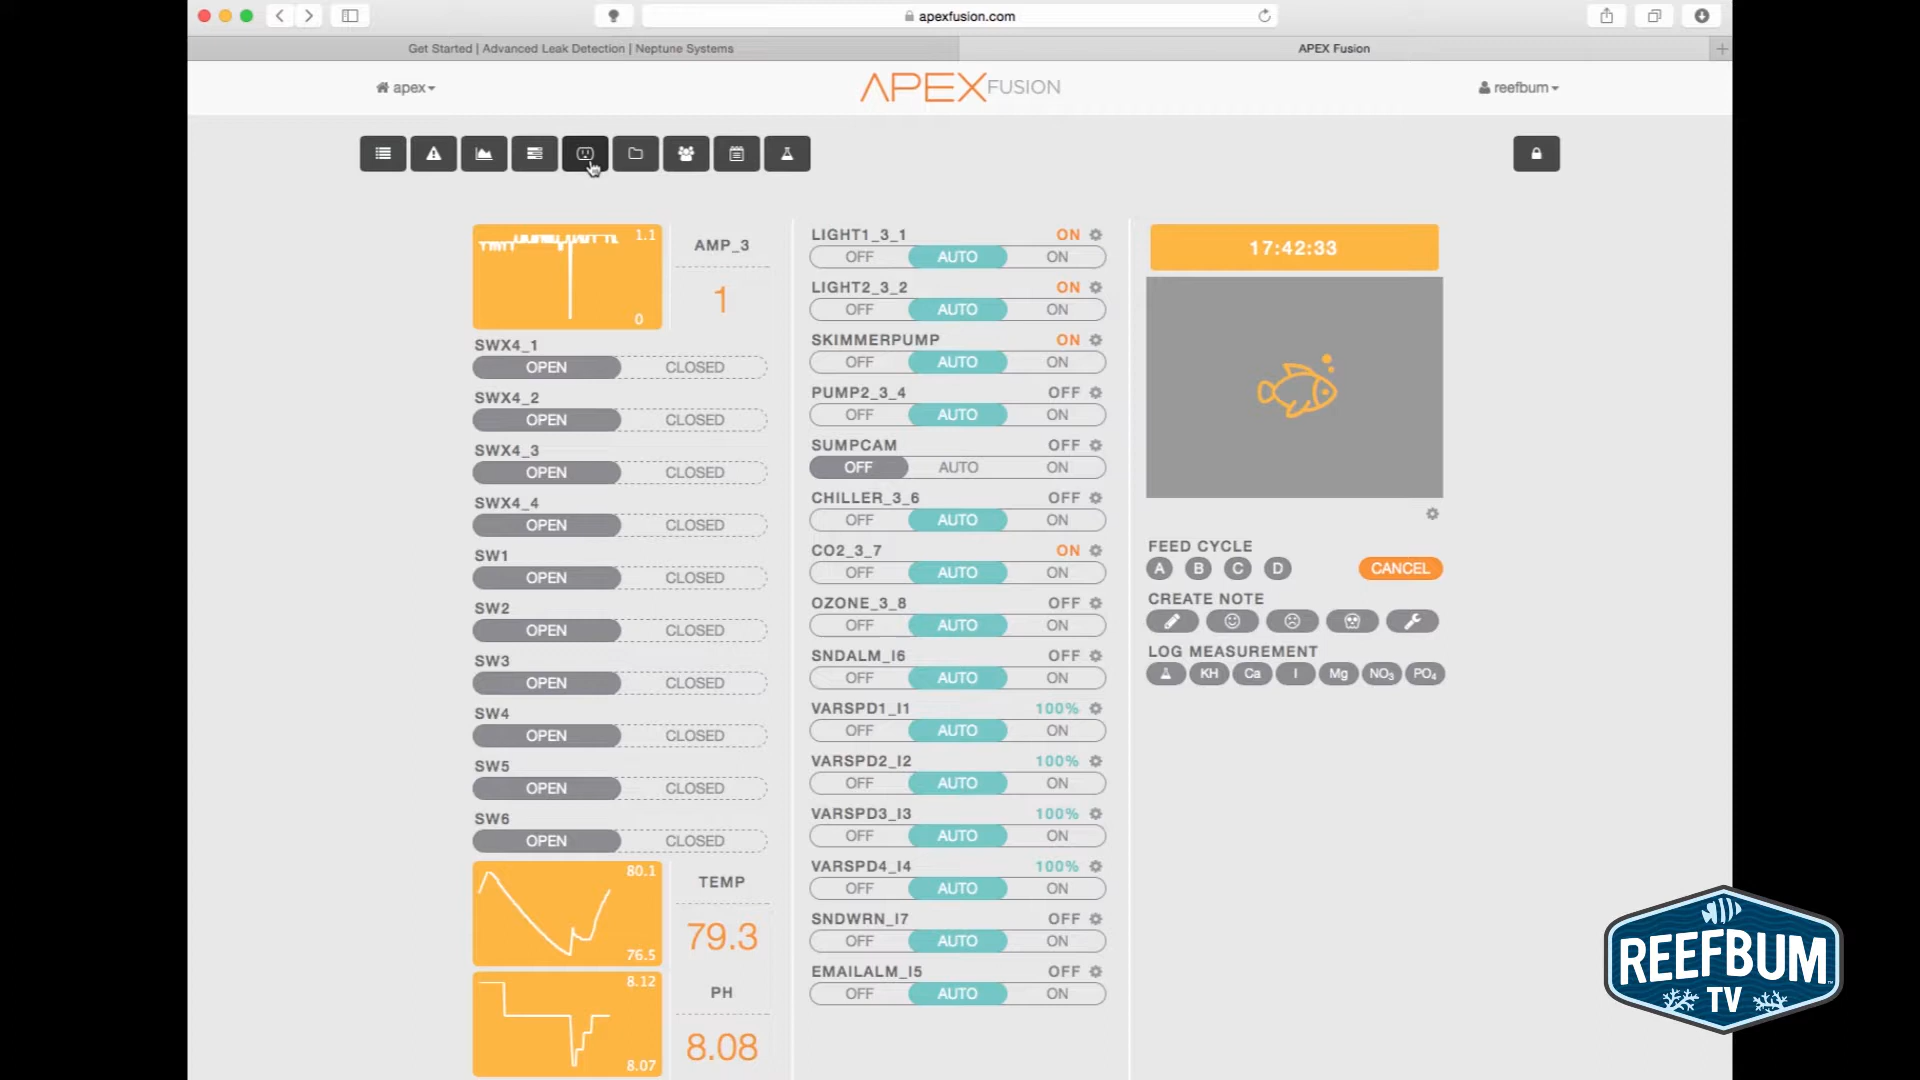 apexfusion.com
Get Started | Advanced Leak Detection | Neptune Systems
APEX Fusion
apex
APEX FUSION
reefbum
1.1
0
AMP_3
1
SWX4_1
OPEN CLOSED
SWX4_2
OPEN CLOSED
SWX4_3
OPEN CLOSED
SWX4_4
OPEN CLOSED
SW1
OPEN CLOSED
SW2
OPEN CLOSED
SW3
OPEN CLOSED
SW4
OPEN CLOSED
SW5
OPEN CLOSED
SW6
OPEN CLOSED
80.1
76.5
TEMP
79.3
8.12
8.07
PH
8.08
LIGHT1_3_1 ON
OFF AUTO ON
LIGHT2_3_2 ON
OFF AUTO ON
SKIMMERPUMP ON
OFF AUTO ON
PUMP2_3_4 OFF
OFF AUTO ON
SUMPCAM OFF
OFF AUTO ON
CHILLER_3_6 OFF
OFF AUTO ON
CO2_3_7 ON
OFF AUTO ON
OZONE_3_8 OFF
OFF AUTO ON
SNDALM_I6 OFF
OFF AUTO ON
VARSPD1_I1 100%
OFF AUTO ON
VARSPD2_I2 100%
OFF AUTO ON
VARSPD3_I3 100%
OFF AUTO ON
VARSPD4_I4 100%
OFF AUTO ON
SNDWRN_I7 OFF
OFF AUTO ON
EMAILALM_I5 OFF
OFF AUTO ON
17:42:33
FEED CYCLE
A B C D CANCEL
CREATE NOTE
LOG MEASUREMENT
KH Ca I Mg NO3 PO4
REEFBUM
TV